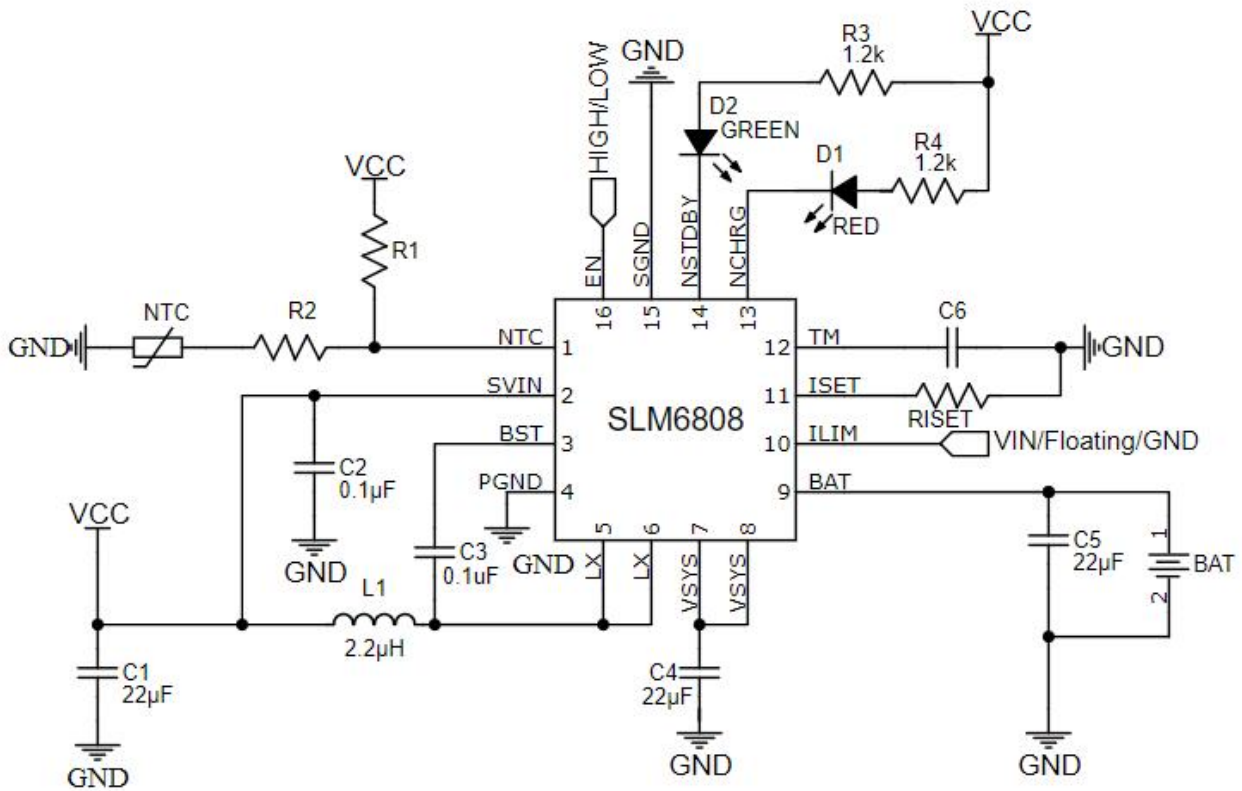 VCC
R3
1.2k
GND
HIGH/LOW
D2
GREEN
D1
R4
1.2k
RED
VCC
R1
EN
SGND
NSTDBY
NCHRG
16
15
14
13
NTC
R2
GND
NTC
1
SVIN
2
BST
3
PGND
4
SLM6808
12
TM
C6
GND
11
ISET
RISET
10
ILIM
VIN/Floating/GND
9
BAT
C2
0.1µF
GND
GND
C3
0.1uF
5
6
7
8
LX
LX
VSYS
VSYS
VCC
L1
2.2µH
C1
22µF
GND
C4
22µF
GND
C5
22µF
1
BAT
2
GND